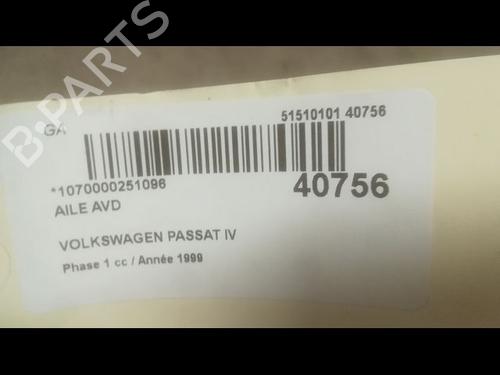 B-PARTS
GA
51510101 40756
*1070000251096
40756
AILE AVD
VOLKSWAGEN PASSAT IV
Phase 1 cc / Année 1999